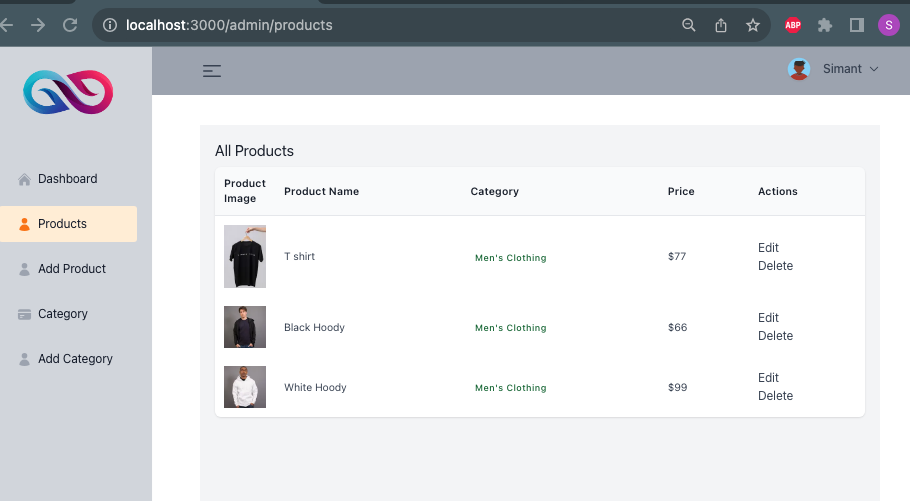 localhost:3000/admin/products
ABP
S
Simant
Dashboard
Products
Add Product
Category
Add Category
All Products
Product Image
Product Name
Category
Price
Actions
T shirt
Men's Clothing
$77
Edit
Delete
Black Hoody
Men's Clothing
$66
Edit
Delete
White Hoody
Men's Clothing
$99
Edit
Delete